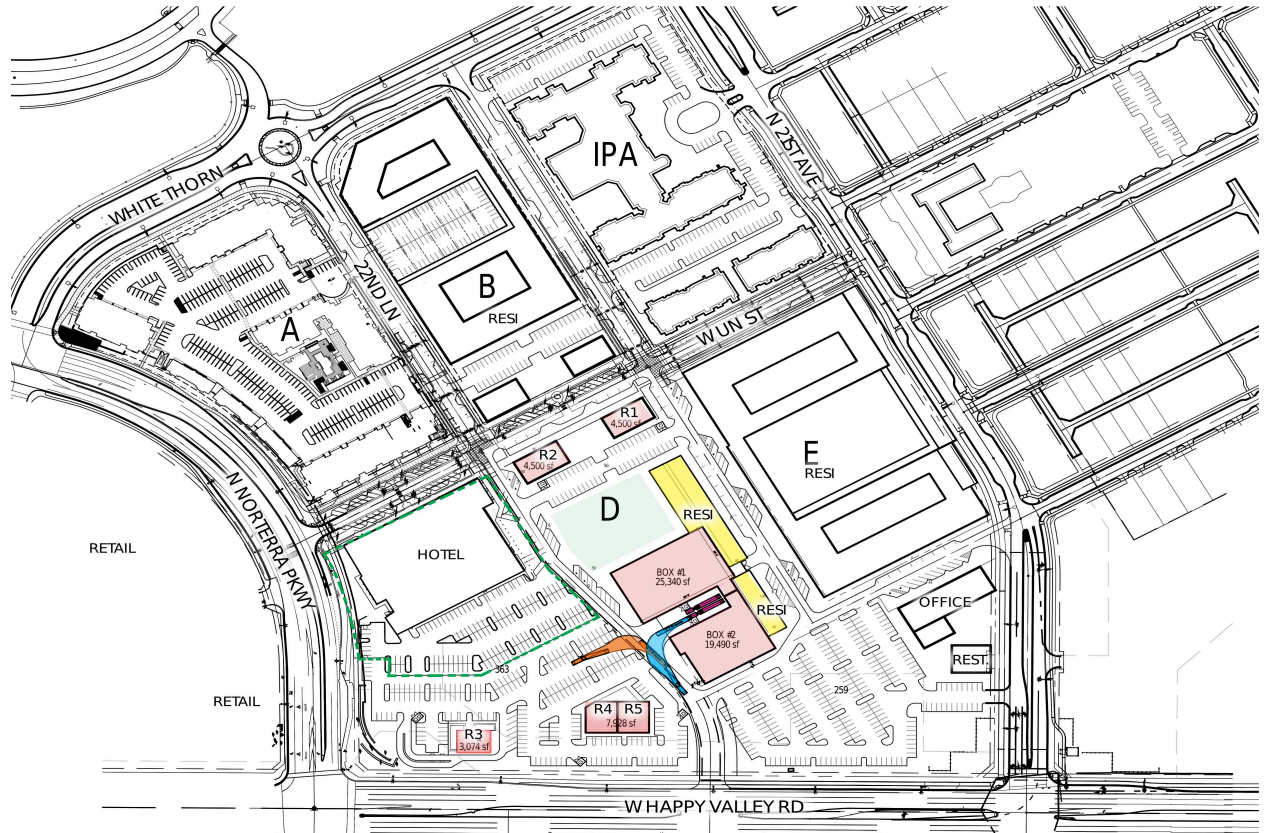 IPA
N 21ST AVE
WHITE THORN
22ND LN
B
RESI
A
W UN ST
R1
4,500 sf
R2
4,500 sf
E
RESI
N NORTERRA PKWY
D
RESI
RETAIL
HOTEL
BOX #1
25,340 sf
RESI
OFFICE
BOX #2
19,490 sf
REST.
363
259
RETAIL
R4
R5
7,928 sf
R3
3,074 sf
W HAPPY VALLEY RD